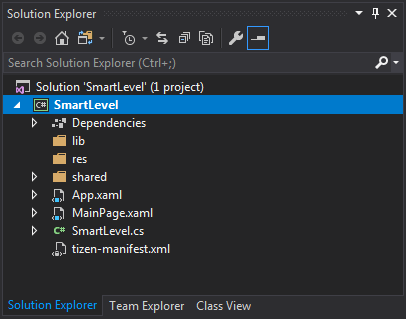 Solution Explorer
Search Solution Explorer (Ctrl+;)
Solution 'SmartLevel' (1 project)
C# SmartLevel
Dependencies
lib
res
shared
App.xaml
MainPage.xaml
C# SmartLevel.cs
tizen-manifest.xml
Solution Explorer Team Explorer Class View